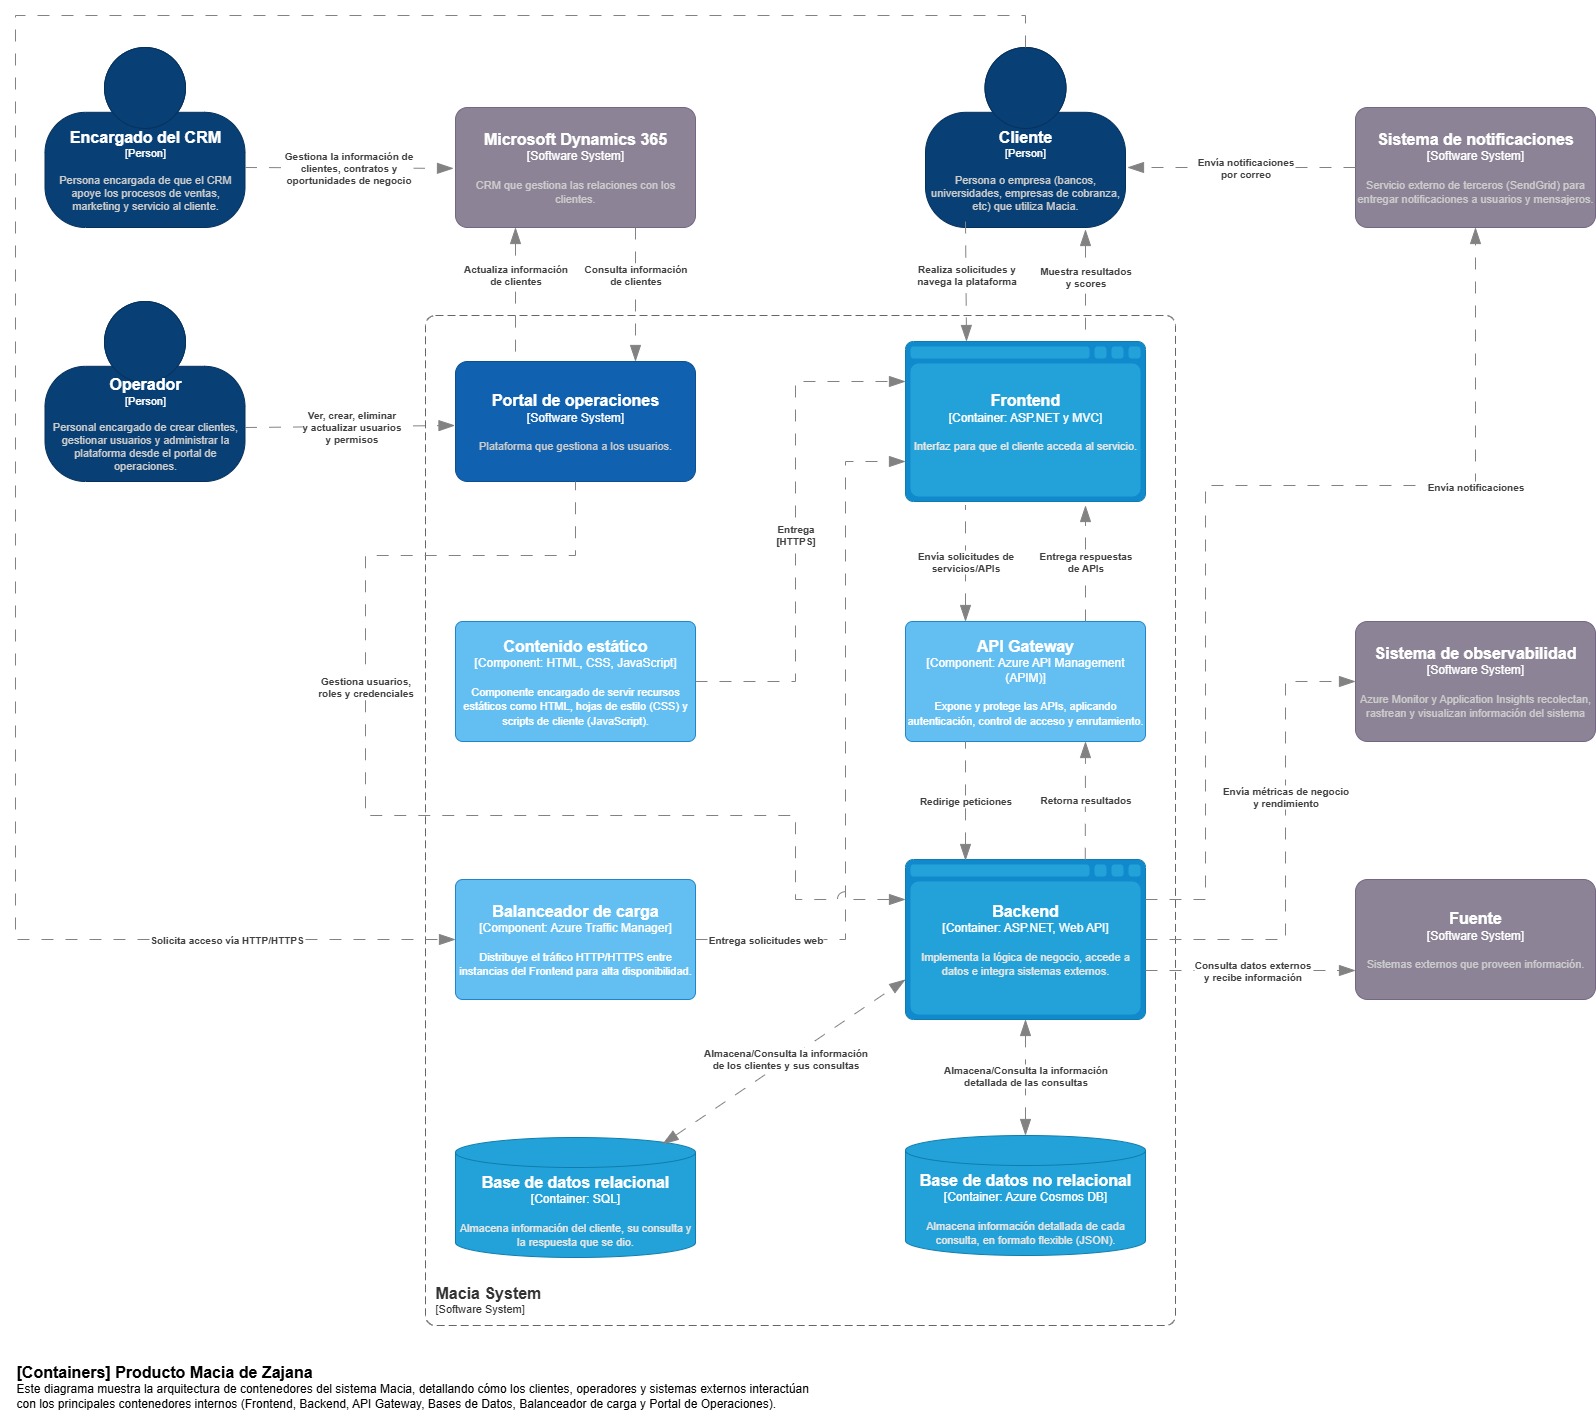 Encargado del CRM
[Person]
Persona encargada de que el CRM
apoye los procesos de ventas,
marketing y servicio al cliente.
Gestiona la información de
clientes, contratos y
oportunidades de negocio
Microsoft Dynamics 365
[Software System]
CRM que gestiona las relaciones con los
clientes.
Cliente
[Person]
Persona o empresa (bancos,
universidades, empresas de cobranza,
etc) que utiliza Macia.
Envía notificaciones
por correo
Sistema de notificaciones
[Software System]
Servicio externo de terceros (SendGrid) para
entregar notificaciones a usuarios y mensajeros.
Actualiza información
de clientes
Consulta información
de clientes
Realiza solicitudes y
navega la plataforma
Muestra resultados
y scores
Operador
[Person]
Personal encargado de crear clientes,
gestionar usuarios y administrar la
plataforma desde el portal de
operaciones.
Ver, crear, eliminar
y actualizar usuarios
y permisos
Portal de operaciones
[Software System]
Plataforma que gestiona a los usuarios.
Frontend
[Container: ASP.NET y MVC]
Interfaz para que el cliente acceda al servicio.
Envía notificaciones
Entrega
[HTTPS]
Envía solicitudes de
servicios/APIs
Entrega respuestas
de APIs
Gestiona usuarios,
roles y credenciales
Contenido estático
[Component: HTML, CSS, JavaScript]
Componente encargado de servir recursos
estáticos como HTML, hojas de estilo (CSS) y
scripts de cliente (JavaScript).
API Gateway
[Component: Azure API Management
(APIM)]
Expone y protege las APIs, aplicando
autenticación, control de acceso y enrutamiento.
Sistema de observabilidad
[Software System]
Azure Monitor y Application Insights recolectan,
rastrean y visualizan información del sistema
Redirige peticiones
Retorna resultados
Envía métricas de negocio
y rendimiento
Solicita acceso vía HTTP/HTTPS
Balanceador de carga
[Component: Azure Traffic Manager]
Distribuye el tráfico HTTP/HTTPS entre
instancias del Frontend para alta disponibilidad.
Entrega solicitudes web
Backend
[Container: ASP.NET, Web API]
Implementa la lógica de negocio, accede a
datos e integra sistemas externos.
Consulta datos externos
y recibe información
Fuente
[Software System]
Sistemas externos que proveen información.
Almacena/Consulta la información
de los clientes y sus consultas
Almacena/Consulta la información
detallada de las consultas
Base de datos relacional
[Container: SQL]
Almacena información del cliente, su consulta y
la respuesta que se dio.
Base de datos no relacional
[Container: Azure Cosmos DB]
Almacena información detallada de cada
consulta, en formato flexible (JSON).
Macia System
[Software System]
[Containers] Producto Macia de Zajana
Este diagrama muestra la arquitectura de contenedores del sistema Macia, detallando cómo los clientes, operadores y sistemas externos interactúan
con los principales contenedores internos (Frontend, Backend, API Gateway, Bases de Datos, Balanceador de carga y Portal de Operaciones).